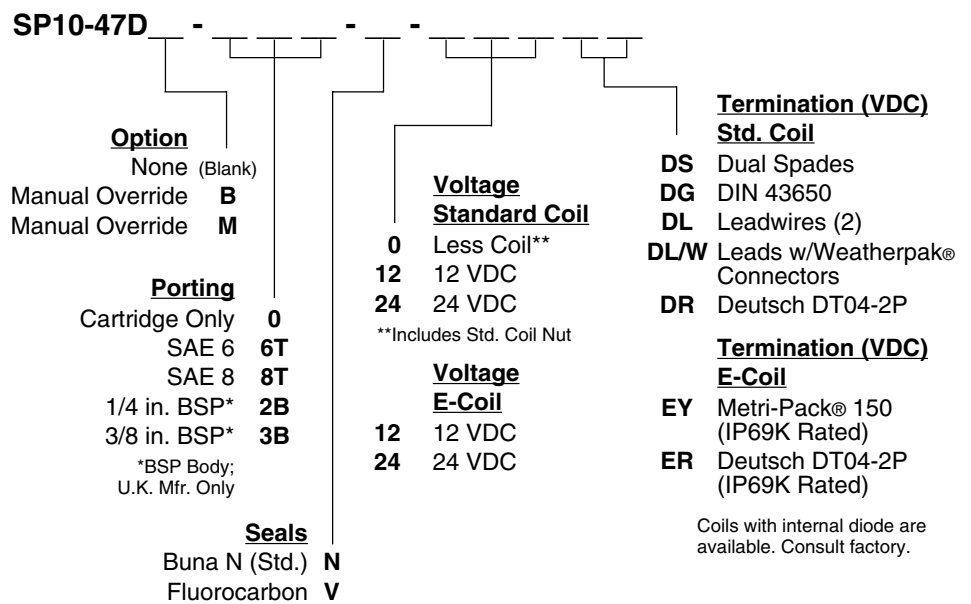 SP10-47D__ - __ __ __ - __ - __ __ __ __ __
Option
None (Blank)
Manual Override B
Manual Override M
Porting
Cartridge Only 0
SAE 6 6T
SAE 8 8T
1/4 in. BSP* 2B
3/8 in. BSP* 3B
*BSP Body;
U.K. Mfr. Only
Seals
Buna N (Std.) N
Fluorocarbon V
Voltage
Standard Coil
0 Less Coil**
12 12 VDC
24 24 VDC
**Includes Std. Coil Nut
Voltage
E-Coil
12 12 VDC
24 24 VDC
Termination (VDC)
Std. Coil
DS Dual Spades
DG DIN 43650
DL Leadwires (2)
DL/W Leads w/Weatherpak®
Connectors
DR Deutsch DT04-2P
Termination (VDC)
E-Coil
EY Metri-Pack® 150
(IP69K Rated)
ER Deutsch DT04-2P
(IP69K Rated)
Coils with internal diode are
available. Consult factory.